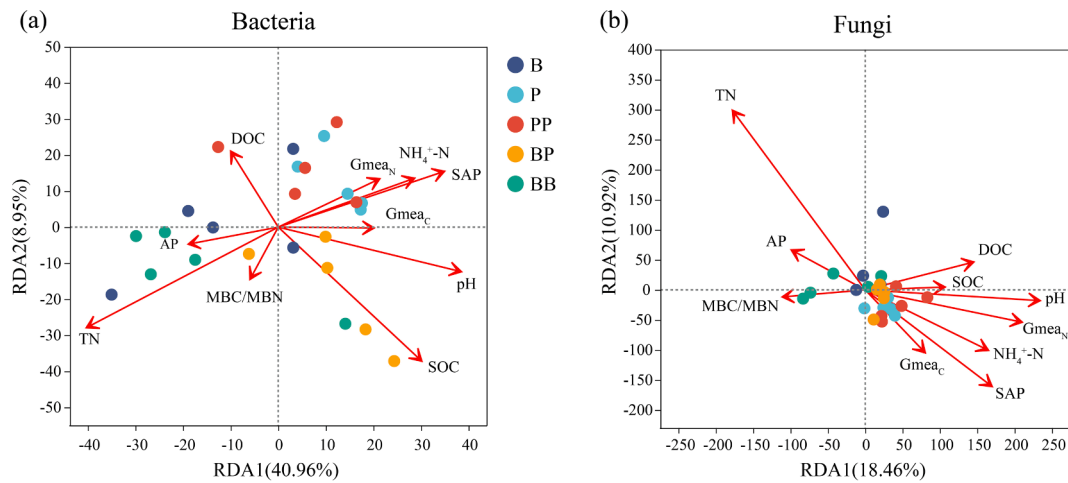 (a)
Bacteria
50
40
30
20
10
0
-10
-20
-30
-40
-50
RDA2(8.95%)
-40
-30
-20
-10
0
10
20
30
40
RDA1(40.96%)
DOC
Gmea_N
NH₄⁺-N
SAP
Gmea_C
AP
MBC/MBN
pH
TN
SOC
B
P
PP
BP
BB
(b)
Fungi
400
350
300
250
200
150
100
50
0
-50
-100
-150
-200
RDA2(10.92%)
-250
-200
-150
-100
-50
0
50
100
150
200
250
RDA1(18.46%)
TN
AP
DOC
SOC
MBC/MBN
pH
Gmea_N
NH₄⁺-N
Gmea_C
SAP